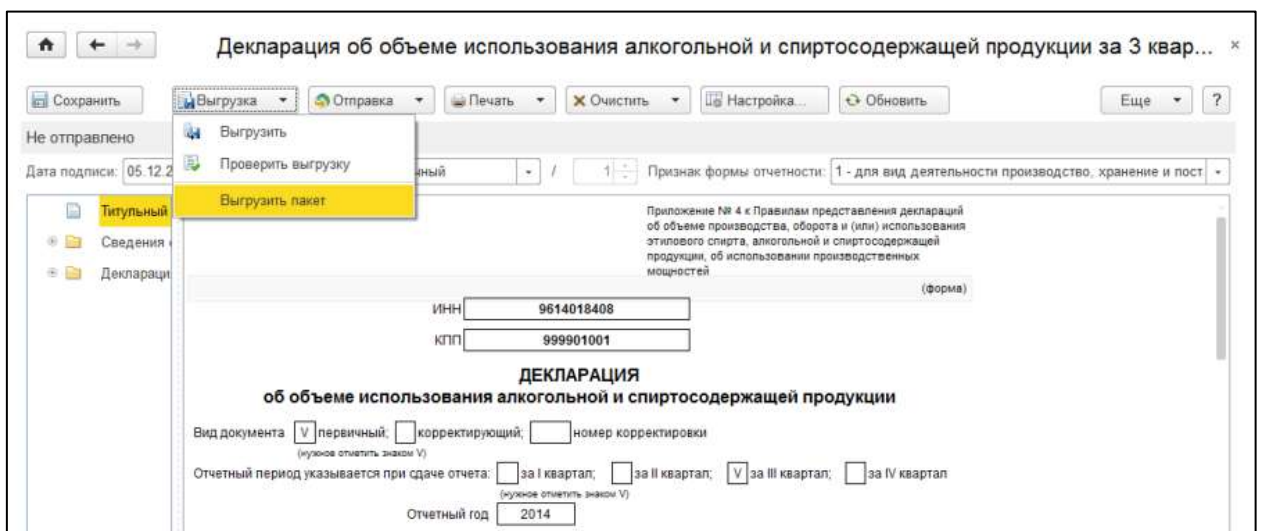 Декларация об объеме использования алкогольной и спиртосодержащей продукции за 3 квар... ×
Сохранить Выгрузка Отправка Печать Очистить Настройка... Обновить Еще ?
Не отправлено
Выгрузить
Проверить выгрузку
Выгрузить пакет
Дата подписи: 05.12.2 / 1 Признак формы отчетности: 1 - для вид деятельности производство, хранение и пост
Титульный
Сведения
Деклараци
Приложение № 4 к Правилам представления деклараций
об объеме производства, оборота и (или) использования
этилового спирта, алкогольной и спиртосодержащей
продукции, об использовании производственных
мощностей
(форма)
ИНН 9614018408
КПП 999901001
ДЕКЛАРАЦИЯ
об объеме использования алкогольной и спиртосодержащей продукции
Вид документа V первичный; корректирующий; номер корректировки
(нужное отметить знаком V)
Отчетный период указывается при сдаче отчета: за I квартал; за II квартал; V за III квартал; за IV квартал
(нужное отметить знаком V)
Отчетный год 2014